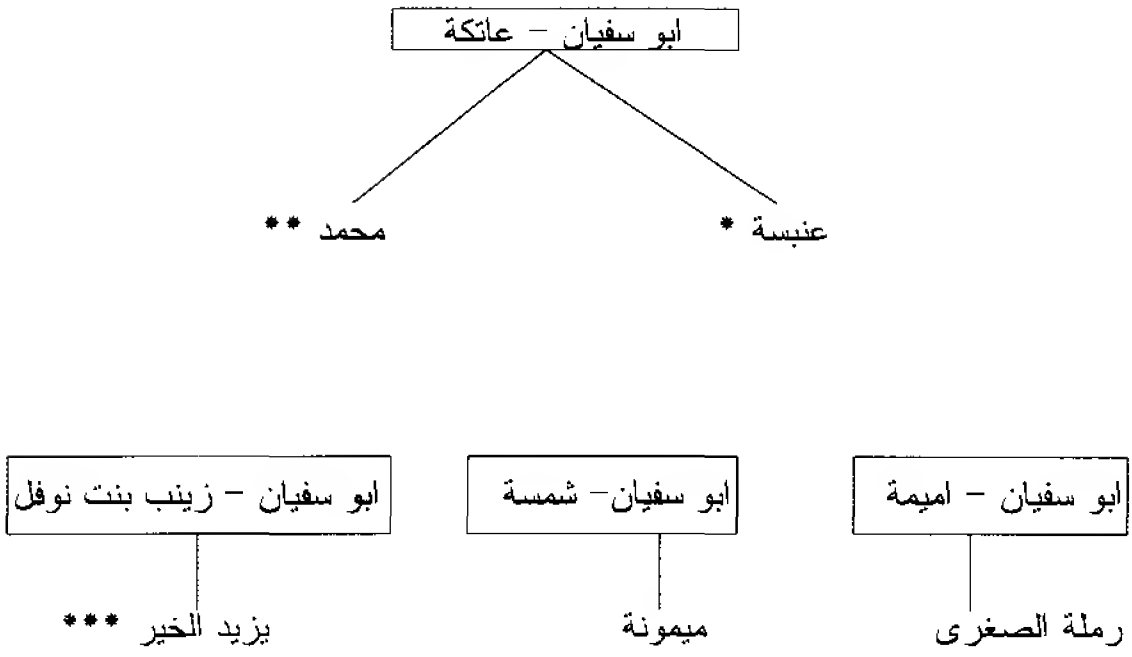 ابو سفيان – عاتكة
عنبسة * محمد **
ابو سفيان – اميمة ابو سفيان– شمسة ابو سفيان – زينب بنت نوفل
رملة الصغرى ميمونة يزيد الخير ***